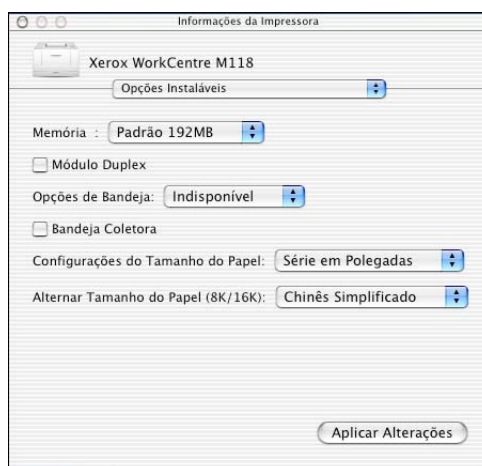 Informações da Impressora
Xerox WorkCentre M118
Opções Instaláveis
Memória : Padrão 192MB
Módulo Duplex
Opções de Bandeja: Indisponível
Bandeja Coletora
Configurações do Tamanho do Papel: Série em Polegadas
Alternar Tamanho do Papel (8K/16K): Chinês Simplificado
Aplicar Alterações